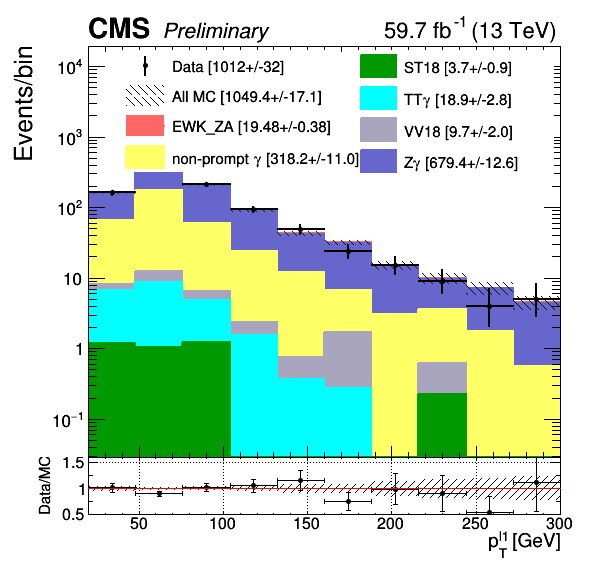 CMS Preliminary 59.7 fb⁻¹ (13 TeV)
Events/bin
Data [1012+/-32]
All MC [1049.4+/-17.1]
EWK_ZA [19.48+/-0.38]
non-prompt γ [318.2+/-11.0]
ST18 [3.7+/-0.9]
TTγ [18.9+/-2.8]
VV18 [9.7+/-2.0]
Zγ [679.4+/-12.6]
10⁴
10³
10²
10
1
10⁻¹
Data/MC
1.5
1
0.5
50 100 150 200 250 300
p_T^l1 [GeV]